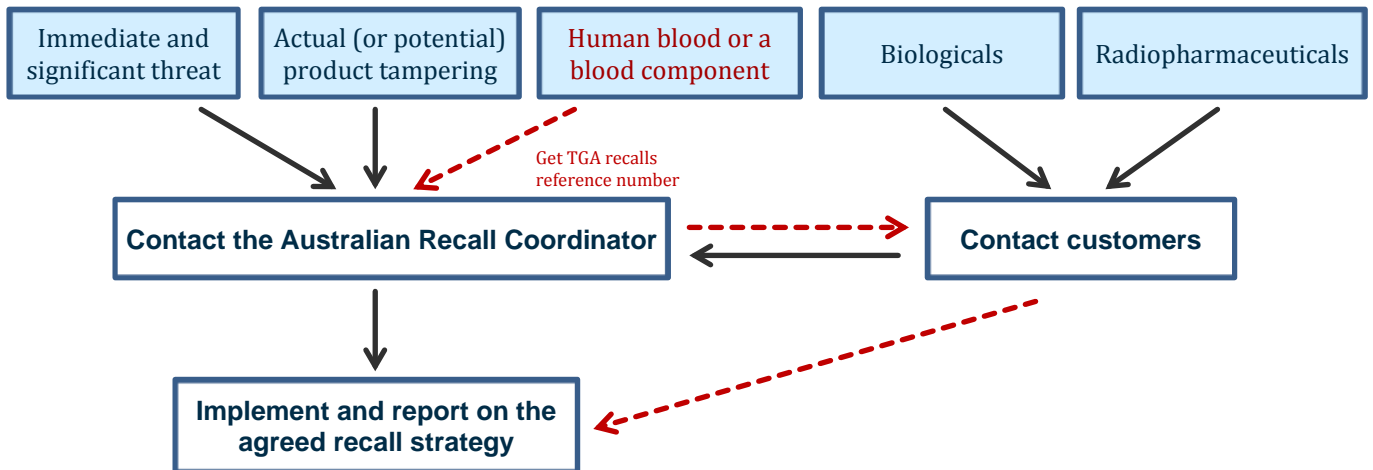 Immediate and
significant threat
Actual (or potential)
product tampering
Human blood or a
blood component
Biologicals
Radiopharmaceuticals
Get TGA recalls
reference number
Contact the Australian Recall Coordinator
Contact customers
Implement and report on the
agreed recall strategy